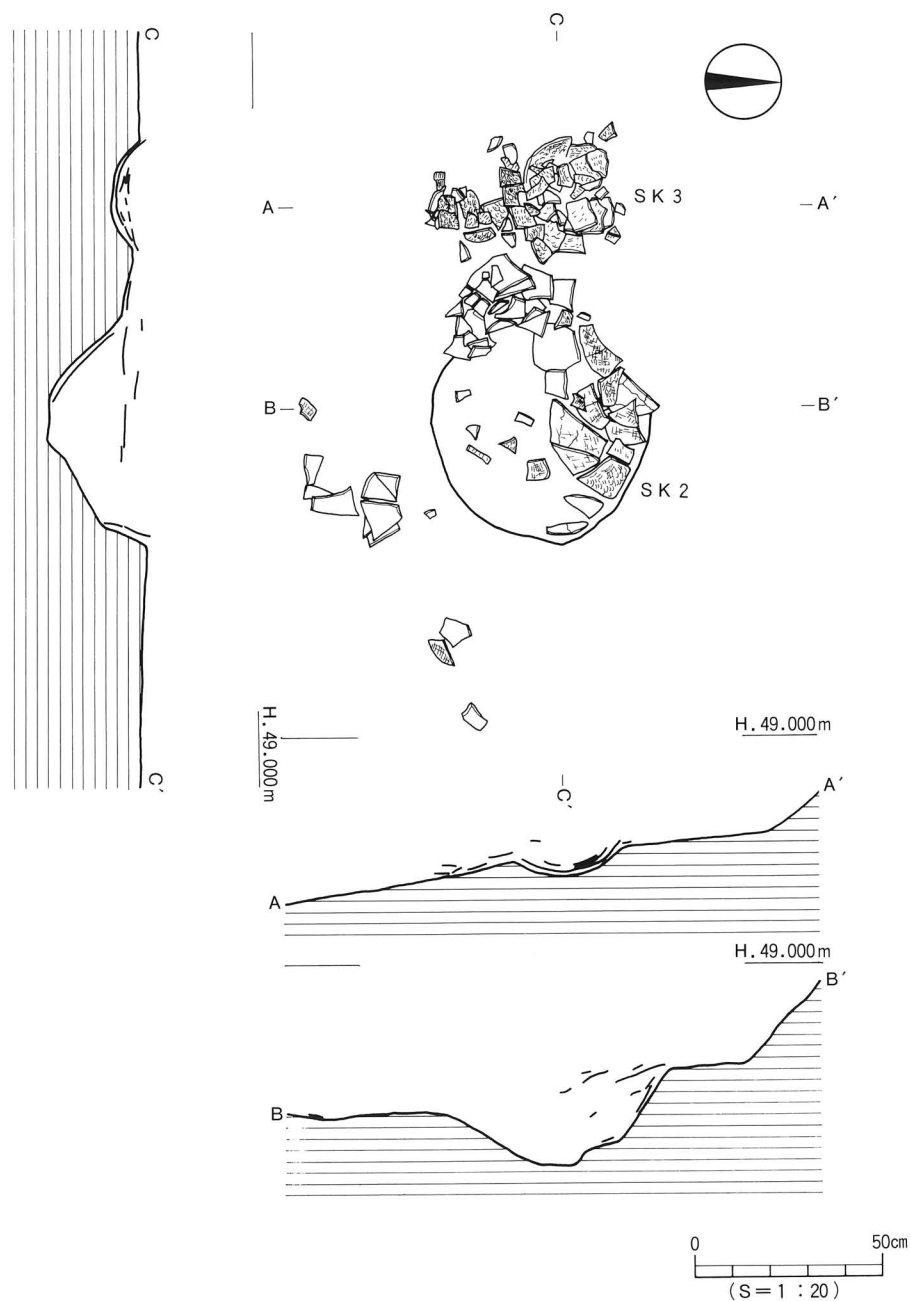 C
C
A
SK3
A′
B
B′
SK2
C′
H.49.000m
H.49.000m
C′
A′
A
H.49.000m
B′
B
0 50cm
(S=1:20)